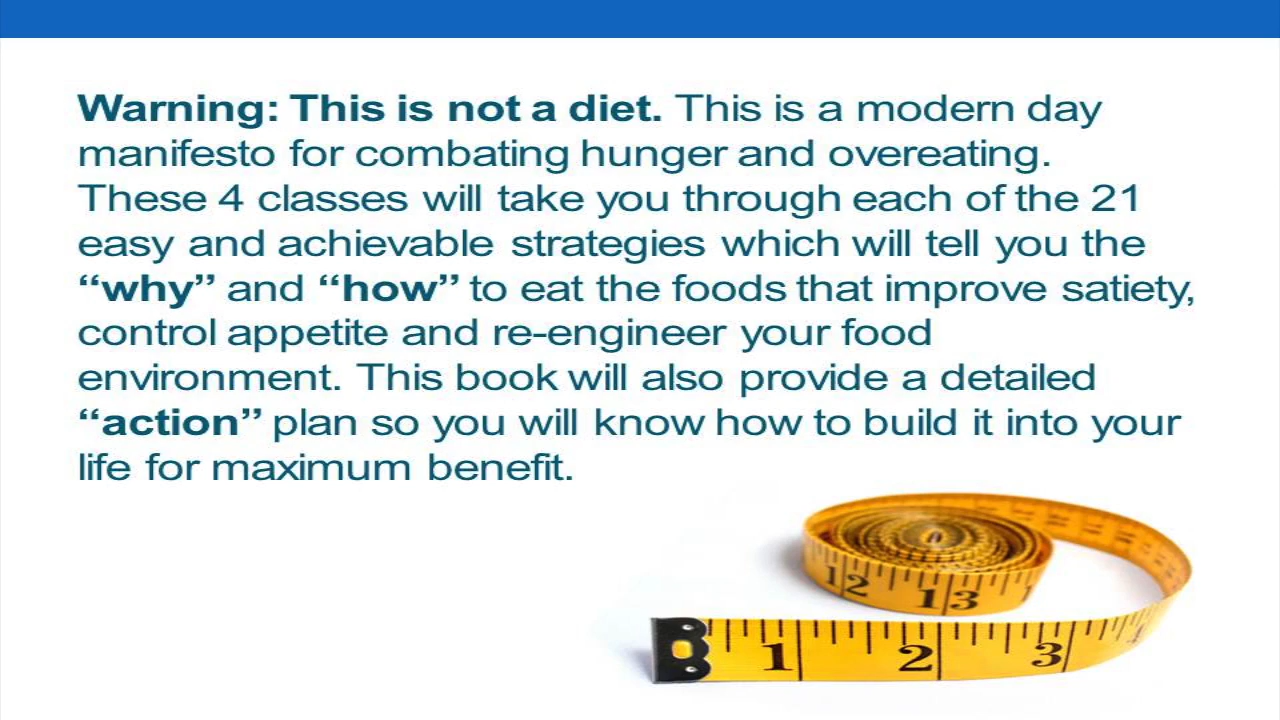 Warning: This is not a diet. This is a modern day
manifesto for combating hunger and overeating.
These 4 classes will take you through each of the 21
easy and achievable strategies which will tell you the
“why” and “how” to eat the foods that improve satiety,
control appetite and re-engineer your food
environment. This book will also provide a detailed
“action” plan so you will know how to build it into your
life for maximum benefit.
12 13
1 2 3